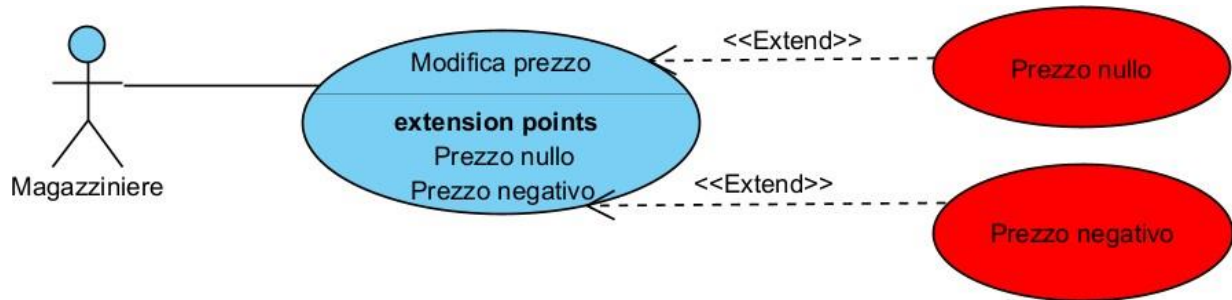 Magazziniere
Modifica prezzo
extension points
Prezzo nullo
Prezzo negativo
<<Extend>>
Prezzo nullo
<<Extend>>
Prezzo negativo